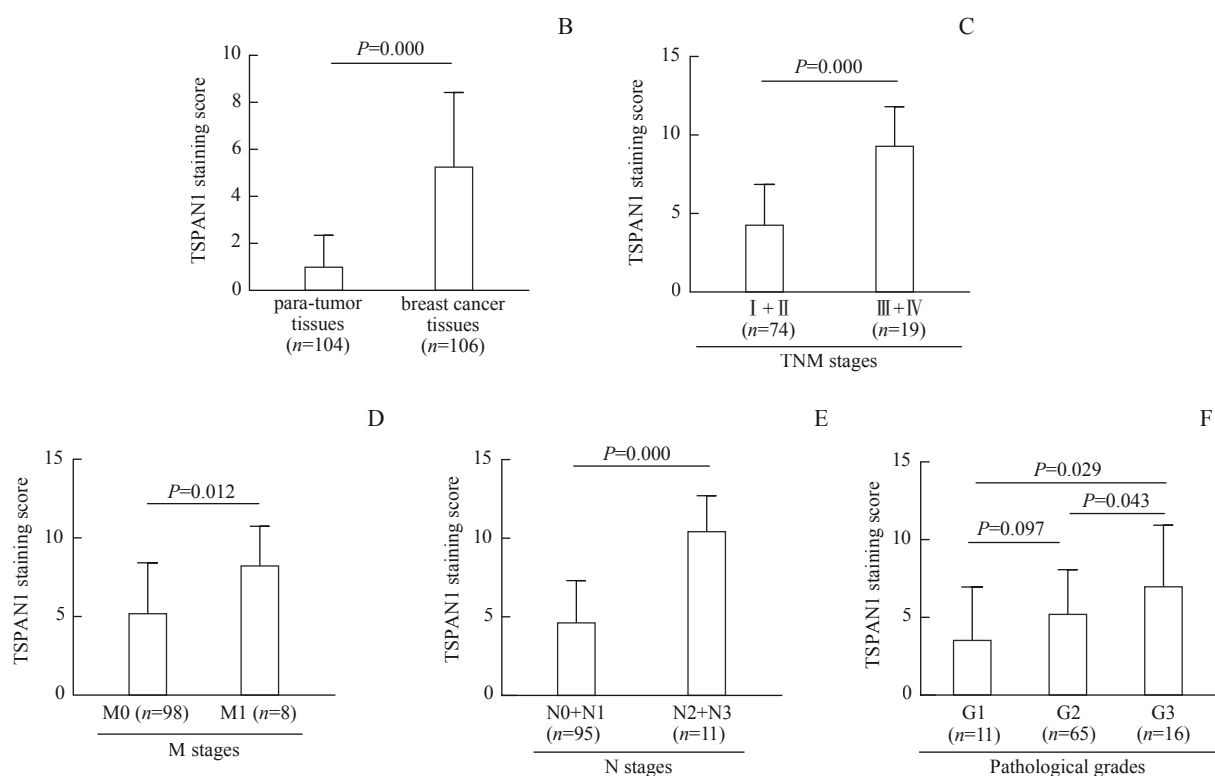 B
P=0.000
10
8
6
4
2
0
TSPAN1 staining score
para-tumor
tissues
(n=104)
breast cancer
tissues
(n=106)
C
P=0.000
15
10
5
0
TSPAN1 staining score
Ⅰ+Ⅱ
(n=74)
Ⅲ+Ⅳ
(n=19)
TNM stages
D
P=0.012
15
10
5
0
TSPAN1 staining score
M0 (n=98)
M1 (n=8)
M stages
E
P=0.000
15
10
5
0
TSPAN1 staining score
N0+N1
(n=95)
N2+N3
(n=11)
N stages
F
P=0.029
P=0.043
P=0.097
15
10
5
0
TSPAN1 staining score
G1
(n=11)
G2
(n=65)
G3
(n=16)
Pathological grades